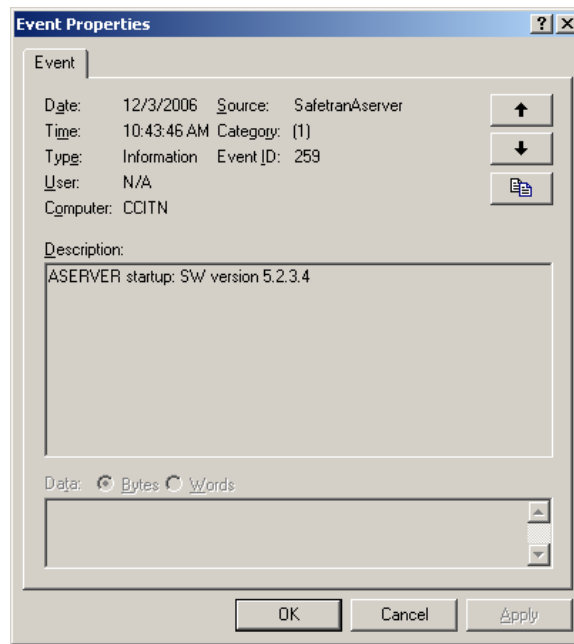 Event Properties
Event
Date: 12/3/2006 Source: SafetranAserver
Time: 10:43:46 AM Category: (1)
Type: Information Event ID: 259
User: N/A
Computer: CCITN
Description:
ASERVER startup: SW version 5.2.3.4
Data: Bytes Words
OK Cancel Apply